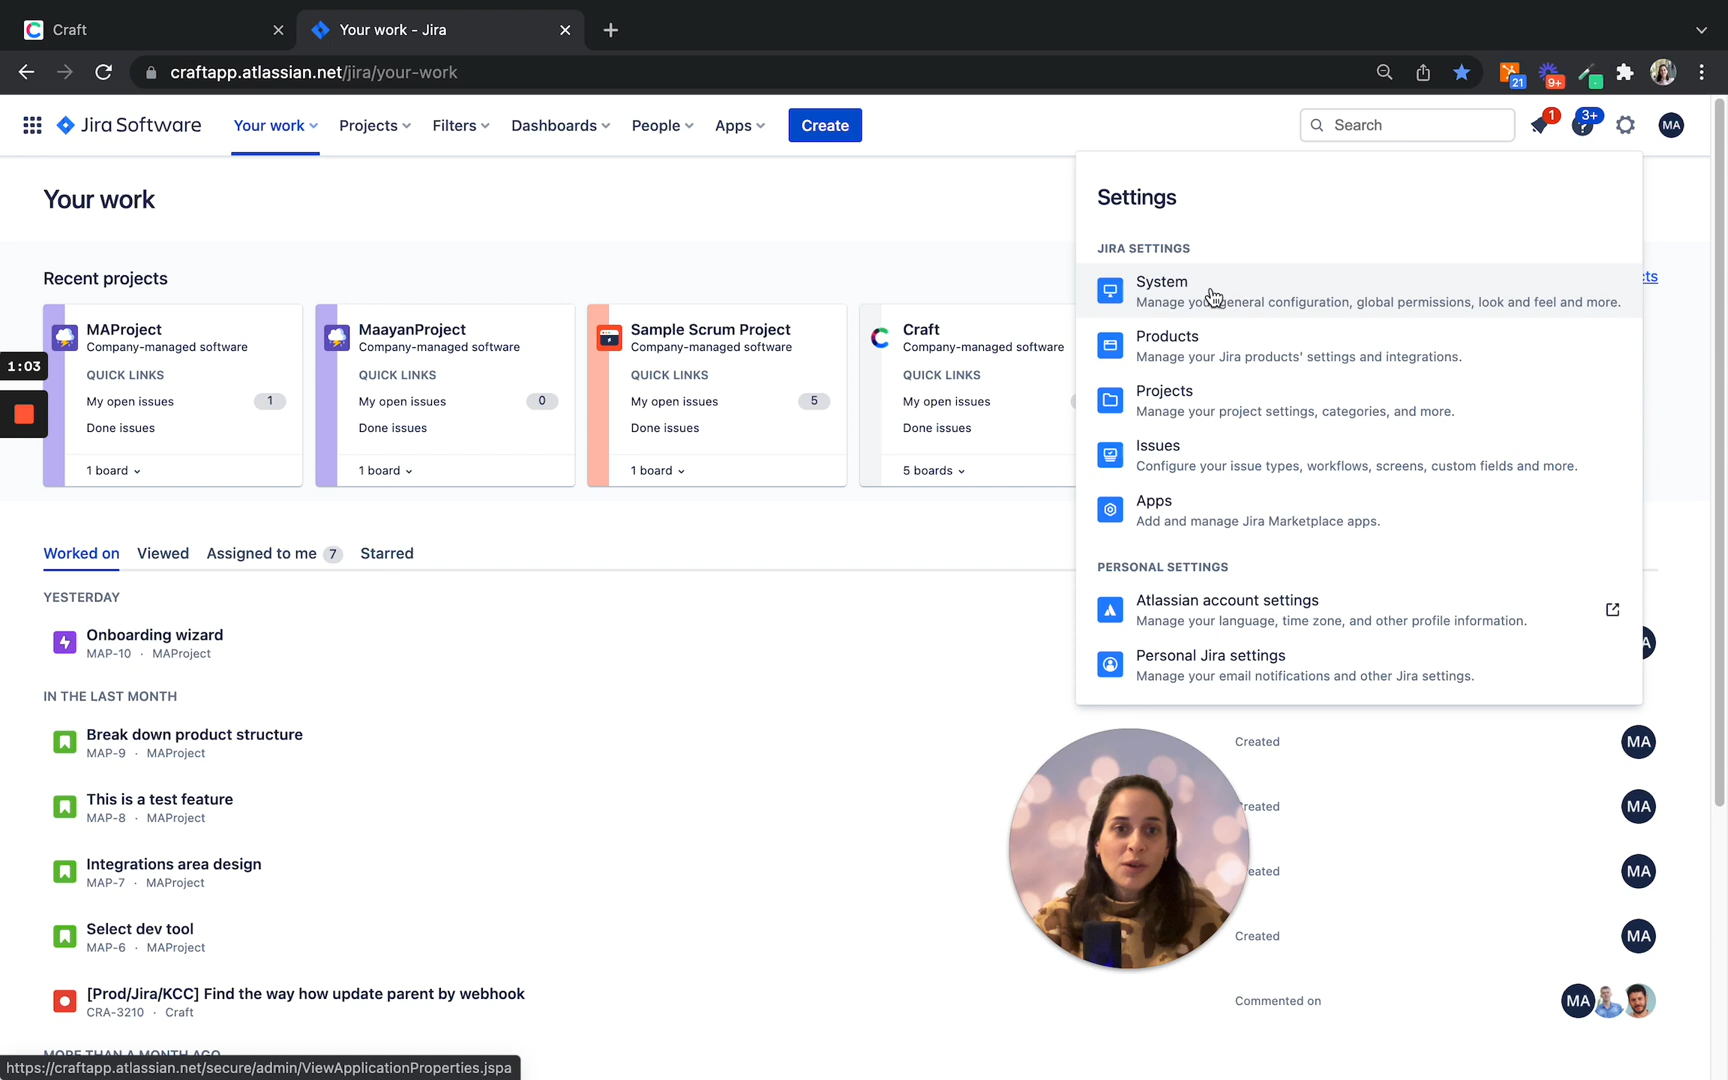 Craft
Your work - Jira
craftapp.atlassian.net/jira/your-work
21
9+
Jira Software
Your work
Projects
Filters
Dashboards
People
Apps
Create
Search
1
3+
MA
Your work
Settings
JIRA SETTINGS
System
Manage you general configuration, global permissions, look and feel and more.
Products
Manage your Jira products' settings and integrations.
Projects
Manage your project settings, categories, and more.
Issues
Configure your issue types, workflows, screens, custom fields and more.
Apps
Add and manage Jira Marketplace apps.
PERSONAL SETTINGS
Atlassian account settings
Manage your language, time zone, and other profile information.
Personal Jira settings
Manage your email notifications and other Jira settings.
Recent projects
cts
MAProject
Company-managed software
QUICK LINKS
My open issues 1
Done issues
1 board
MaayanProject
Company-managed software
QUICK LINKS
My open issues 0
Done issues
1 board
Sample Scrum Project
Company-managed software
QUICK LINKS
My open issues 5
Done issues
1 board
Craft
Company-managed software
QUICK LINKS
My open issues
Done issues
5 boards
1:03
Worked on
Viewed
Assigned to me 7
Starred
YESTERDAY
Onboarding wizard
MAP-10 · MAProject
A
IN THE LAST MONTH
Break down product structure
MAP-9 · MAProject
Created
MA
This is a test feature
MAP-8 · MAProject
reated
MA
Integrations area design
MAP-7 · MAProject
eated
MA
Select dev tool
MAP-6 · MAProject
Created
MA
[Prod/Jira/KCC] Find the way how update parent by webhook
CRA-3210 · Craft
Commented on
MA
MORE THAN A MONTH AGO
https://craftapp.atlassian.net/secure/admin/ViewApplicationProperties.jspa